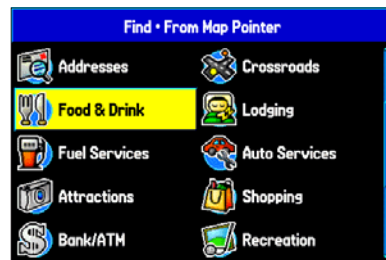 Find • From Map Pointer
Addresses
Crossroads
Food & Drink
Lodging
Fuel Services
Auto Services
Attractions
Shopping
Bank/ATM
Recreation